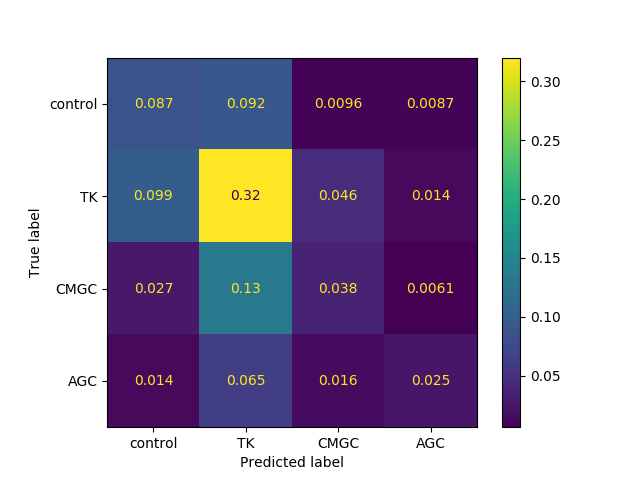 control 0.087 0.092 0.0096 0.0087
TK 0.099 0.32 0.046 0.014
CMGC 0.027 0.13 0.038 0.0061
AGC 0.014 0.065 0.016 0.025
control TK CMGC AGC
Predicted label
True label
0.30
0.25
0.20
0.15
0.10
0.05